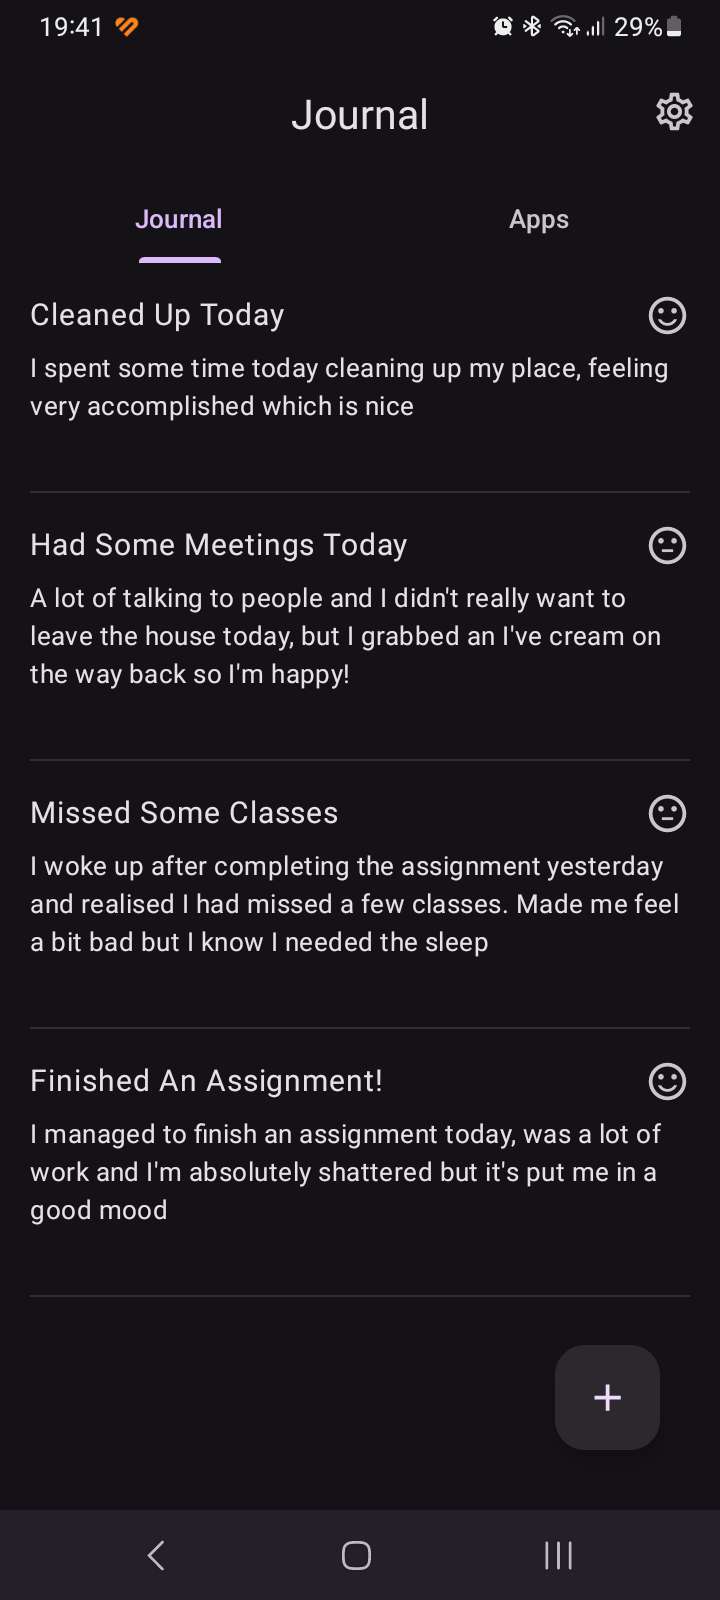 19:41 29%
Journal
Journal Apps
Cleaned Up Today
I spent some time today cleaning up my place, feeling
very accomplished which is nice
Had Some Meetings Today
A lot of talking to people and I didn't really want to
leave the house today, but I grabbed an I've cream on
the way back so I'm happy!
Missed Some Classes
I woke up after completing the assignment yesterday
and realised I had missed a few classes. Made me feel
a bit bad but I know I needed the sleep
Finished An Assignment!
I managed to finish an assignment today, was a lot of
work and I'm absolutely shattered but it's put me in a
good mood